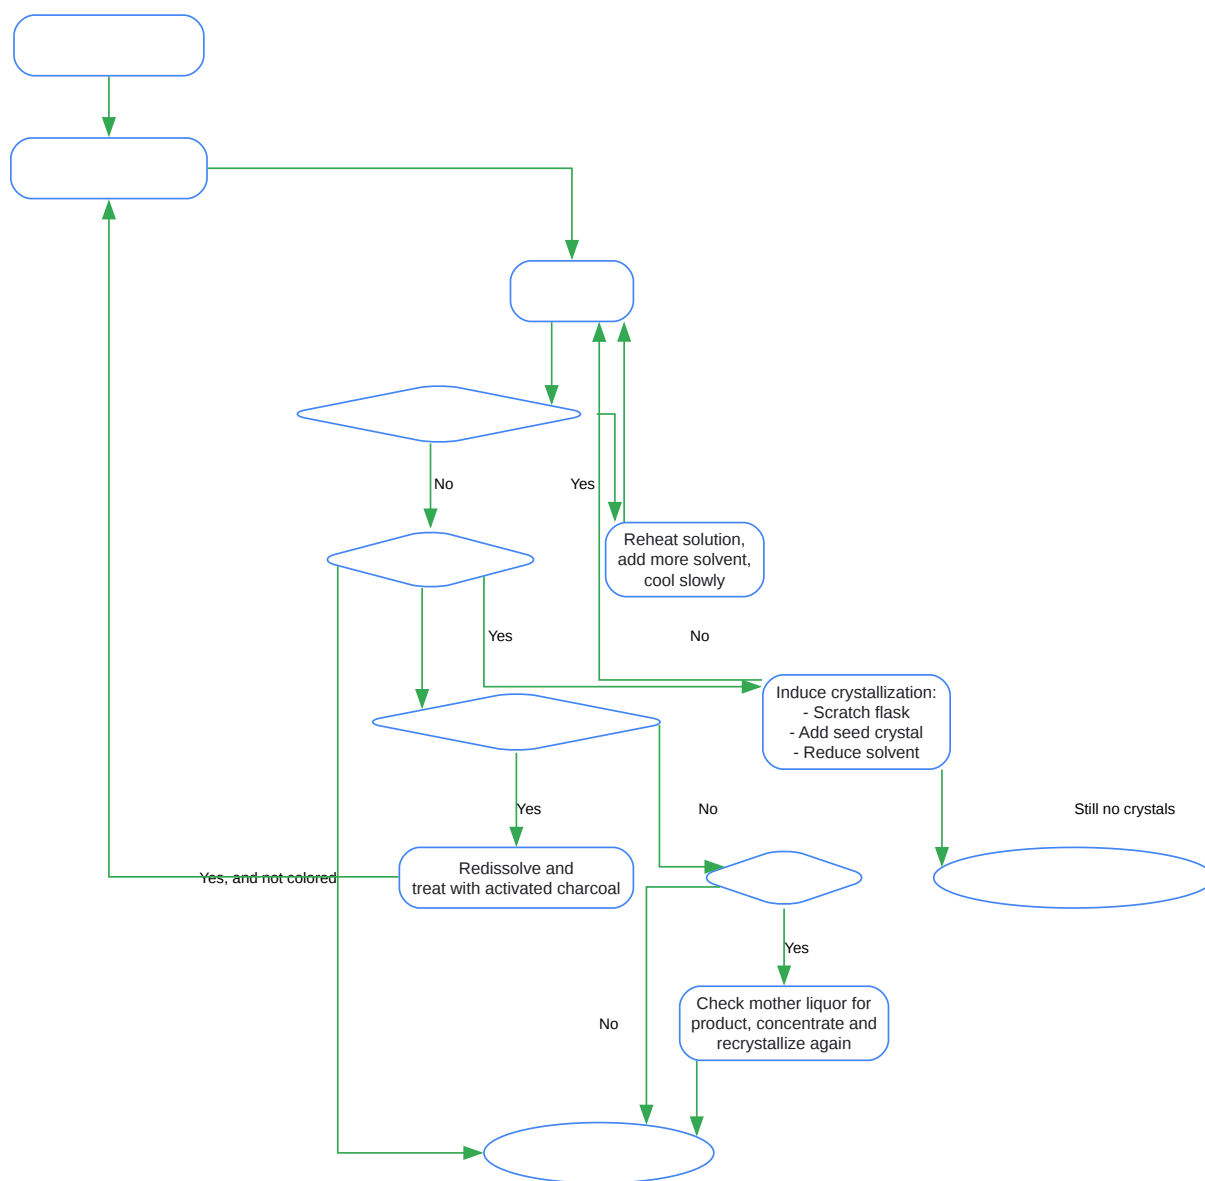 No
Yes
Reheat solution,
add more solvent,
cool slowly
Yes
No
Induce crystallization:
- Scratch flask
- Add seed crystal
- Reduce solvent
Yes
No
Still no crystals
Redissolve and
treat with activated charcoal
Yes, and not colored
Yes
Check mother liquor for
product, concentrate and
recrystallize again
No